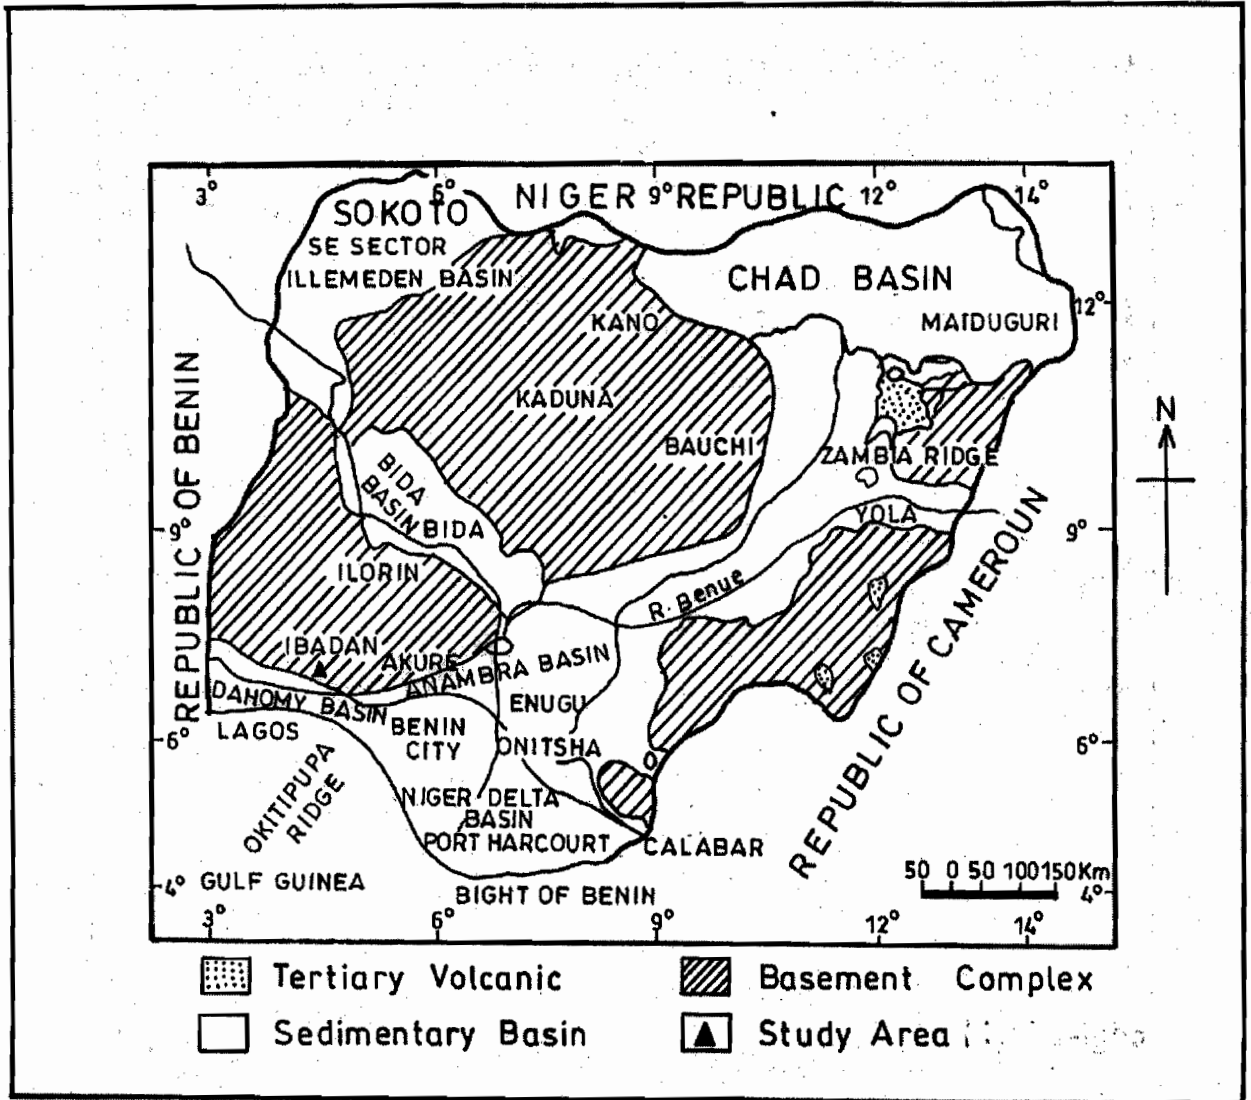 3° 6° 9° 12° 14°
NIGER REPUBLIC
SOKOTO
SE SECTOR
ILLEMEDEN BASIN
CHAD BASIN
12°
KANO
MAIDUGURI
KADUNA
BAUCHI
ZAMBIA RIDGE
N
BIDA
BASIN
BIDA
YOLA
9°
9°
REPUBLIC OF BENIN
ILORIN
R. Benue
IBADAN
AKURE
ANAMBRA BASIN
DAHOMY BASIN
ENUGU
LAGOS
BENIN
CITY
ONITSHA
6°
6°
REPUBLIC OF CAMEROUN
OKITIPUPA
RIDGE
NIGER DELTA
BASIN
PORT HARCOURT
CALABAR
50 0 50 100 150 Km
4°
4°
GULF GUINEA
BIGHT OF BENIN
3° 6° 9° 12° 14°
Tertiary Volcanic
Basement Complex
Sedimentary Basin
Study Area